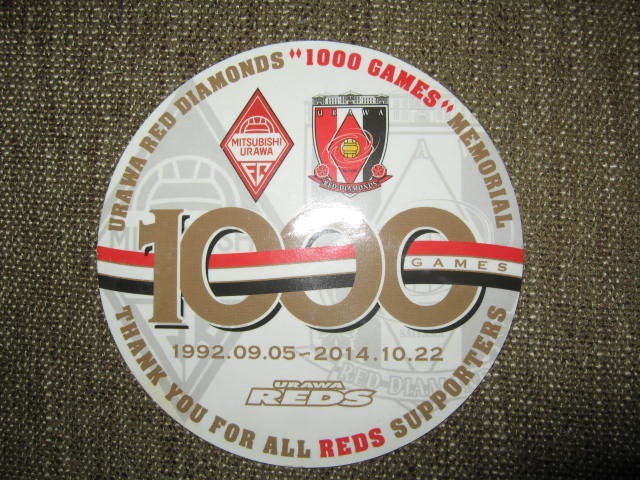 URAWA RED DIAMONDS "1000 GAMES" MEMORIAL
MITSUBISHI
URAWA
FC
URAWA
RED DIAMONDS
1000
GAMES
1992.09.05~2014.10.22
URAWA
REDS
THANK YOU FOR ALL REDS SUPPORTERS